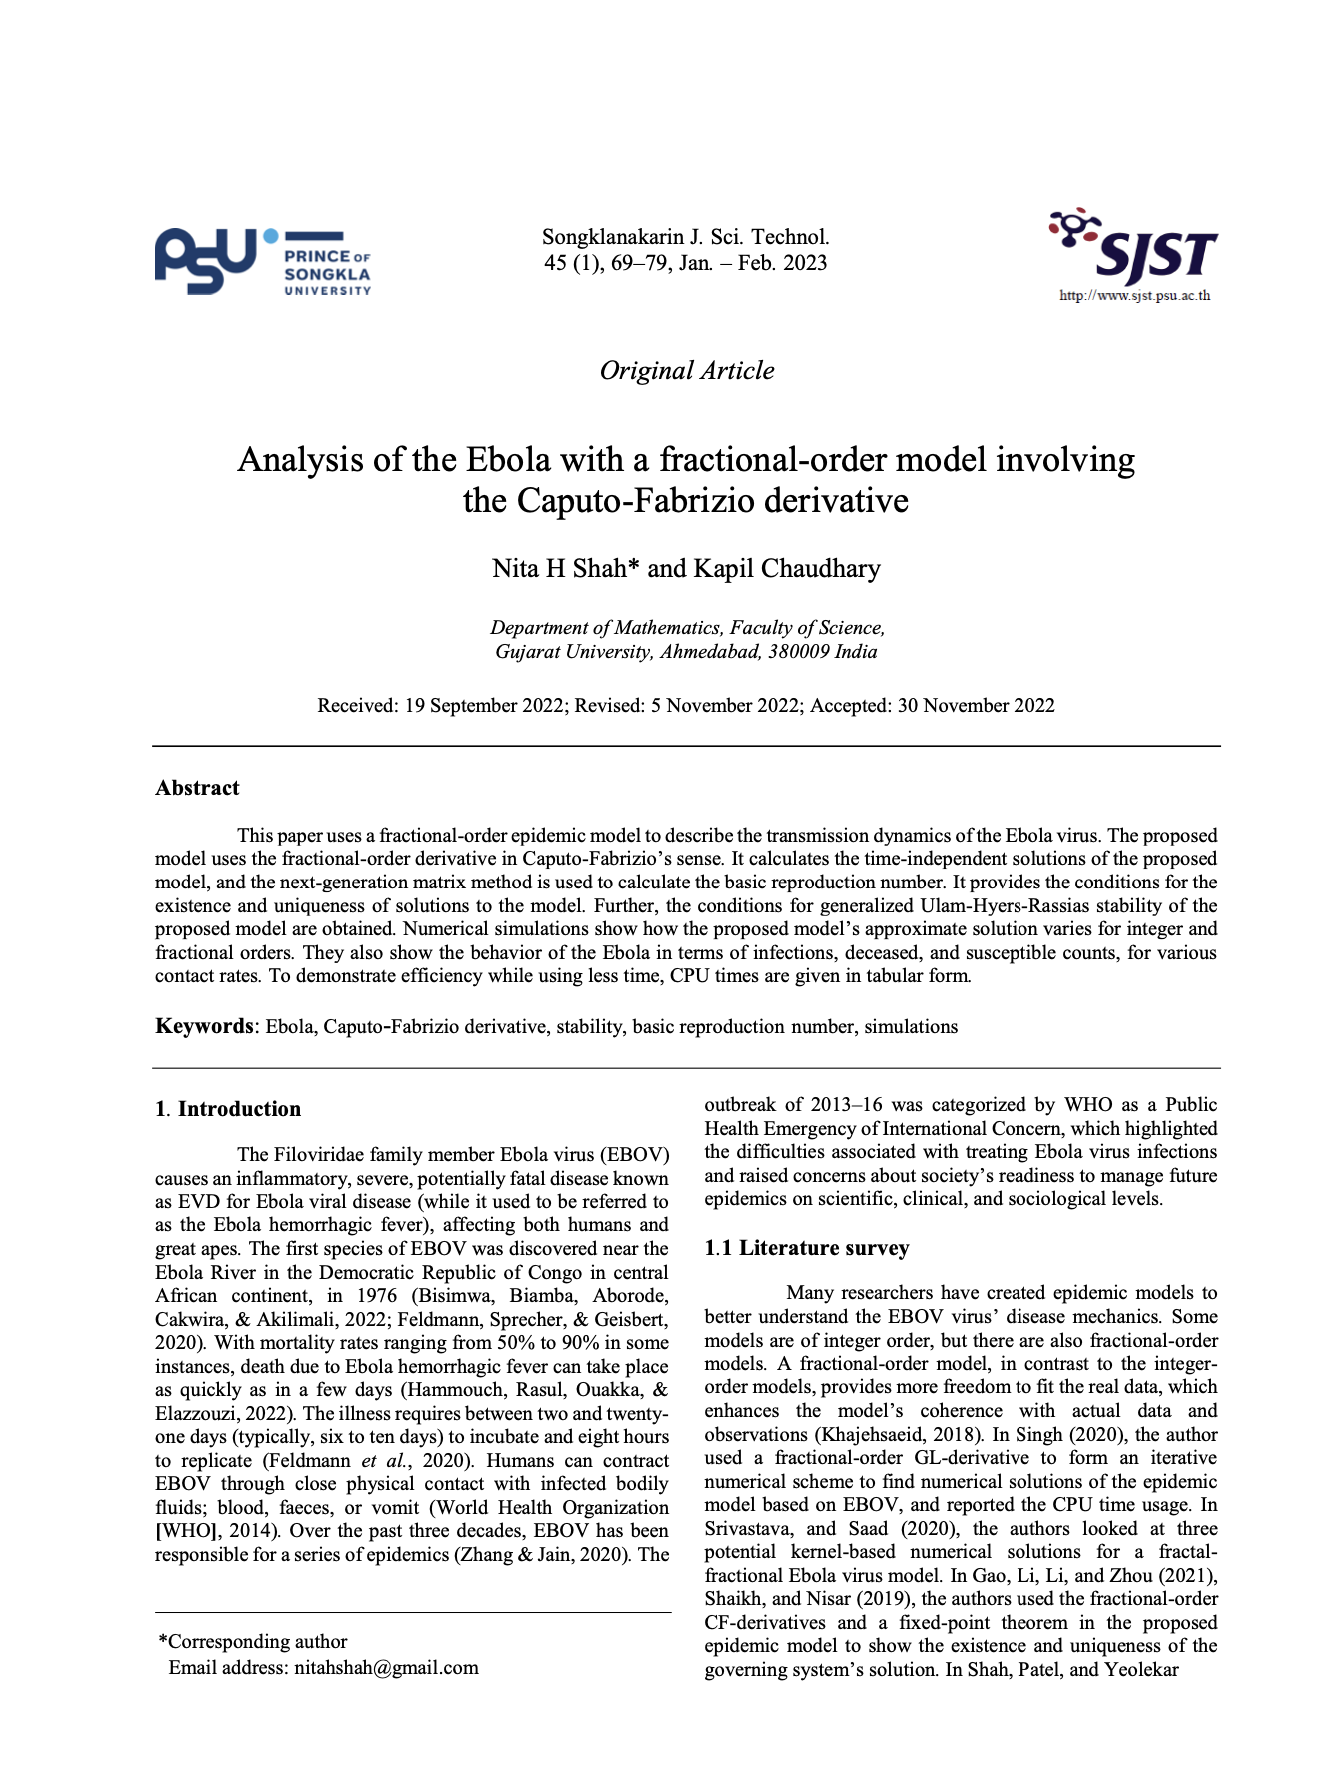 PSU
PRINCE OF
SONGKLA
UNIVERSITY
Songklanakarin J. Sci. Technol.
45 (1), 69–79, Jan. – Feb. 2023
SJST
http://www.sjst.psu.ac.th
Original Article
Analysis of the Ebola with a fractional-order model involving
the Caputo-Fabrizio derivative
Nita H Shah* and Kapil Chaudhary
Department of Mathematics, Faculty of Science,
Gujarat University, Ahmedabad, 380009 India
Received: 19 September 2022; Revised: 5 November 2022; Accepted: 30 November 2022
Abstract
This paper uses a fractional-order epidemic model to describe the transmission dynamics of the Ebola virus. The proposed
model uses the fractional-order derivative in Caputo-Fabrizio's sense. It calculates the time-independent solutions of the proposed
model, and the next-generation matrix method is used to calculate the basic reproduction number. It provides the conditions for the
existence and uniqueness of solutions to the model. Further, the conditions for generalized Ulam-Hyers-Rassias stability of the
proposed model are obtained. Numerical simulations show how the proposed model's approximate solution varies for integer and
fractional orders. They also show the behavior of the Ebola in terms of infections, deceased, and susceptible counts, for various
contact rates. To demonstrate efficiency while using less time, CPU times are given in tabular form.
Keywords: Ebola, Caputo-Fabrizio derivative, stability, basic reproduction number, simulations
1. Introduction
The Filoviridae family member Ebola virus (EBOV)
causes an inflammatory, severe, potentially fatal disease known
as EVD for Ebola viral disease (while it used to be referred to
as the Ebola hemorrhagic fever), affecting both humans and
great apes. The first species of EBOV was discovered near the
Ebola River in the Democratic Republic of Congo in central
African continent, in 1976 (Bisimwa, Biamba, Aborode,
Cakwira, & Akilimali, 2022; Feldmann, Sprecher, & Geisbert,
2020). With mortality rates ranging from 50% to 90% in some
instances, death due to Ebola hemorrhagic fever can take place
as quickly as in a few days (Hammouch, Rasul, Ouakka, &
Elazzouzi, 2022). The illness requires between two and twenty-
one days (typically, six to ten days) to incubate and eight hours
to replicate (Feldmann et al., 2020). Humans can contract
EBOV through close physical contact with infected bodily
fluids; blood, faeces, or vomit (World Health Organization
[WHO], 2014). Over the past three decades, EBOV has been
responsible for a series of epidemics (Zhang & Jain, 2020). The
*Corresponding author
Email address: nitahshah@gmail.com
outbreak of 2013–16 was categorized by WHO as a Public
Health Emergency of International Concern, which highlighted
the difficulties associated with treating Ebola virus infections
and raised concerns about society's readiness to manage future
epidemics on scientific, clinical, and sociological levels.
1.1 Literature survey
Many researchers have created epidemic models to
better understand the EBOV virus' disease mechanics. Some
models are of integer order, but there are also fractional-order
models. A fractional-order model, in contrast to the integer-
order models, provides more freedom to fit the real data, which
enhances the model's coherence with actual data and
observations (Khajehsaeid, 2018). In Singh (2020), the author
used a fractional-order GL-derivative to form an iterative
numerical scheme to find numerical solutions of the epidemic
model based on EBOV, and reported the CPU time usage. In
Srivastava, and Saad (2020), the authors looked at three
potential kernel-based numerical solutions for a fractal-
fractional Ebola virus model. In Gao, Li, Li, and Zhou (2021),
Shaikh, and Nisar (2019), the authors used the fractional-order
CF-derivatives and a fixed-point theorem in the proposed
epidemic model to show the existence and uniqueness of the
governing system's solution. In Shah, Patel, and Yeolekar